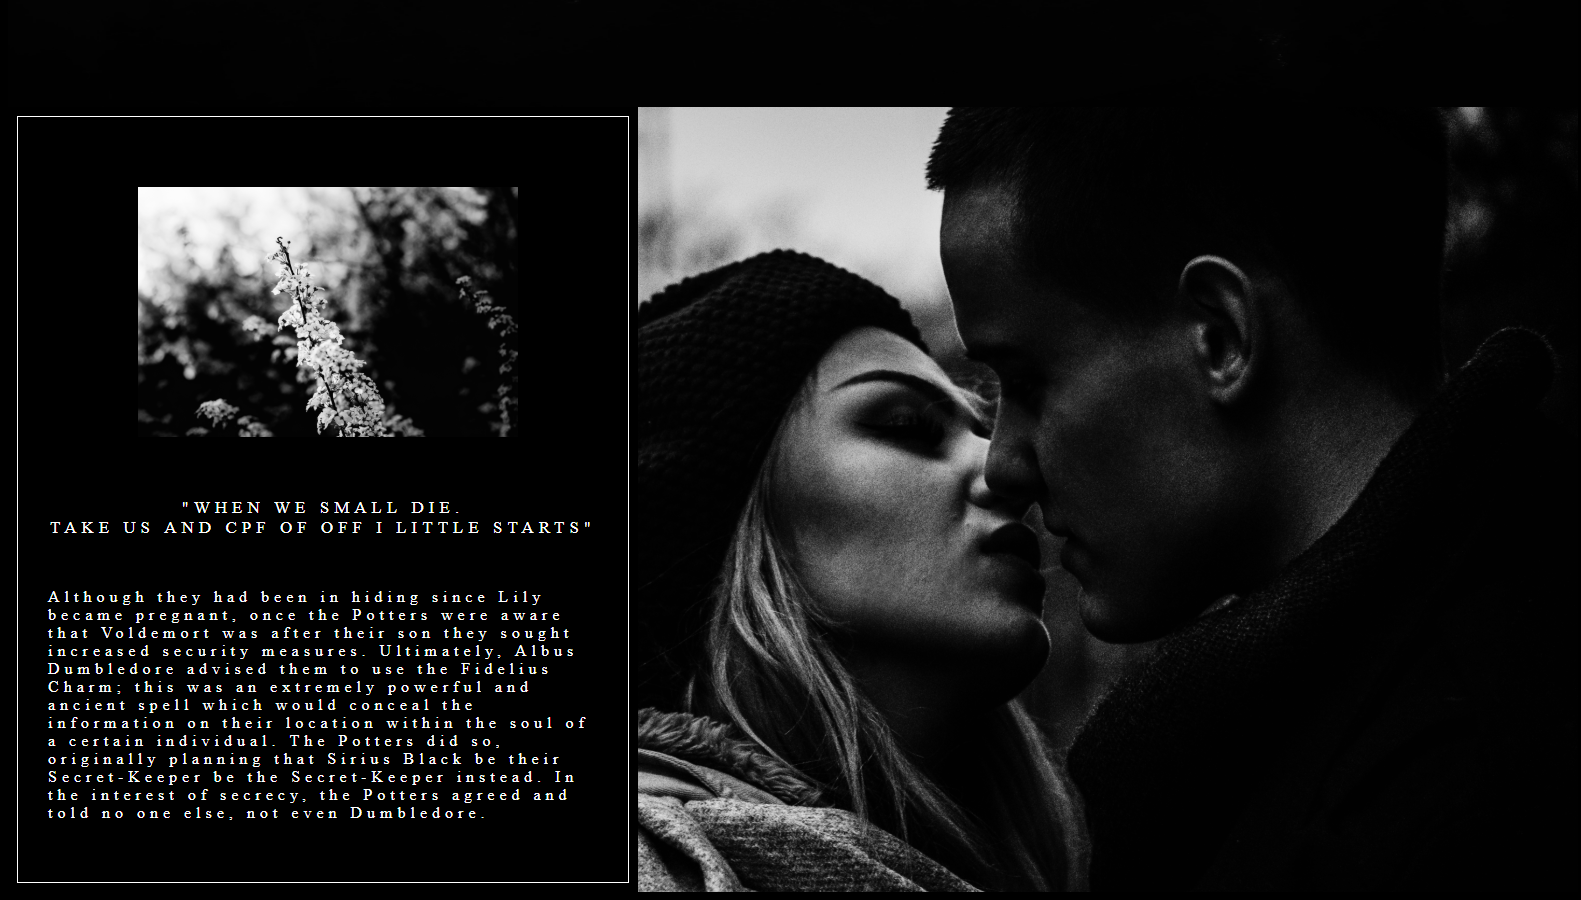 "WHEN WE SMALL DIE.
TAKE US AND CPF OF OFF I LITTLE STARTS"
Although they had been in hiding since Lily
became pregnant, once the Potters were aware
that Voldemort was after their son they sought
increased security measures. Ultimately, Albus
Dumbledore advised them to use the Fidelius
Charm; this was an extremely powerful and
ancient spell which would conceal the
information on their location within the soul of
a certain individual. The Potters did so,
originally planning that Sirius Black be their
Secret-Keeper be the Secret-Keeper instead. In
the interest of secrecy, the Potters agreed and
told no one else, not even Dumbledore.